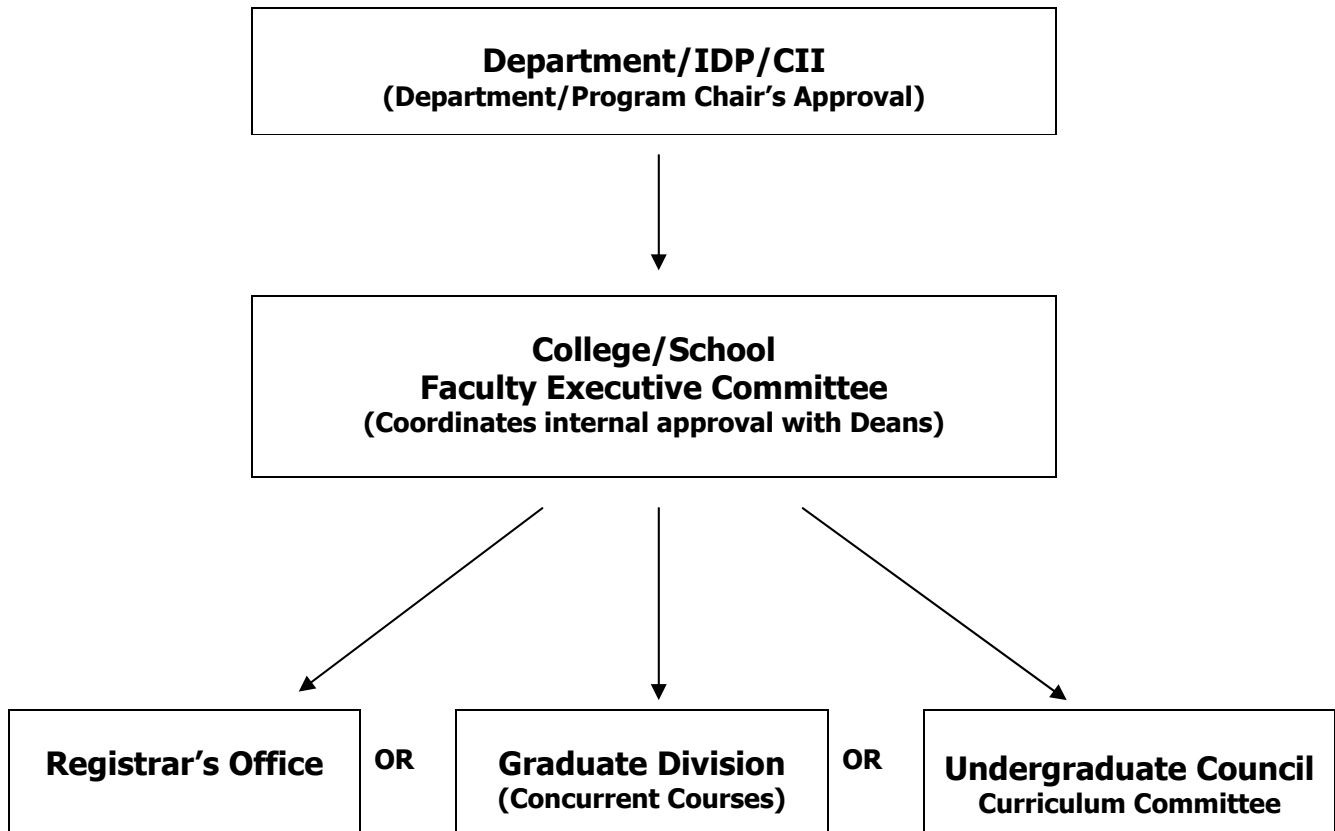 Department/IDP/CII
(Department/Program Chair’s Approval)
College/School
Faculty Executive Committee
(Coordinates internal approval with Deans)
Registrar’s Office
OR
Graduate Division
(Concurrent Courses)
OR
Undergraduate Council
Curriculum Committee